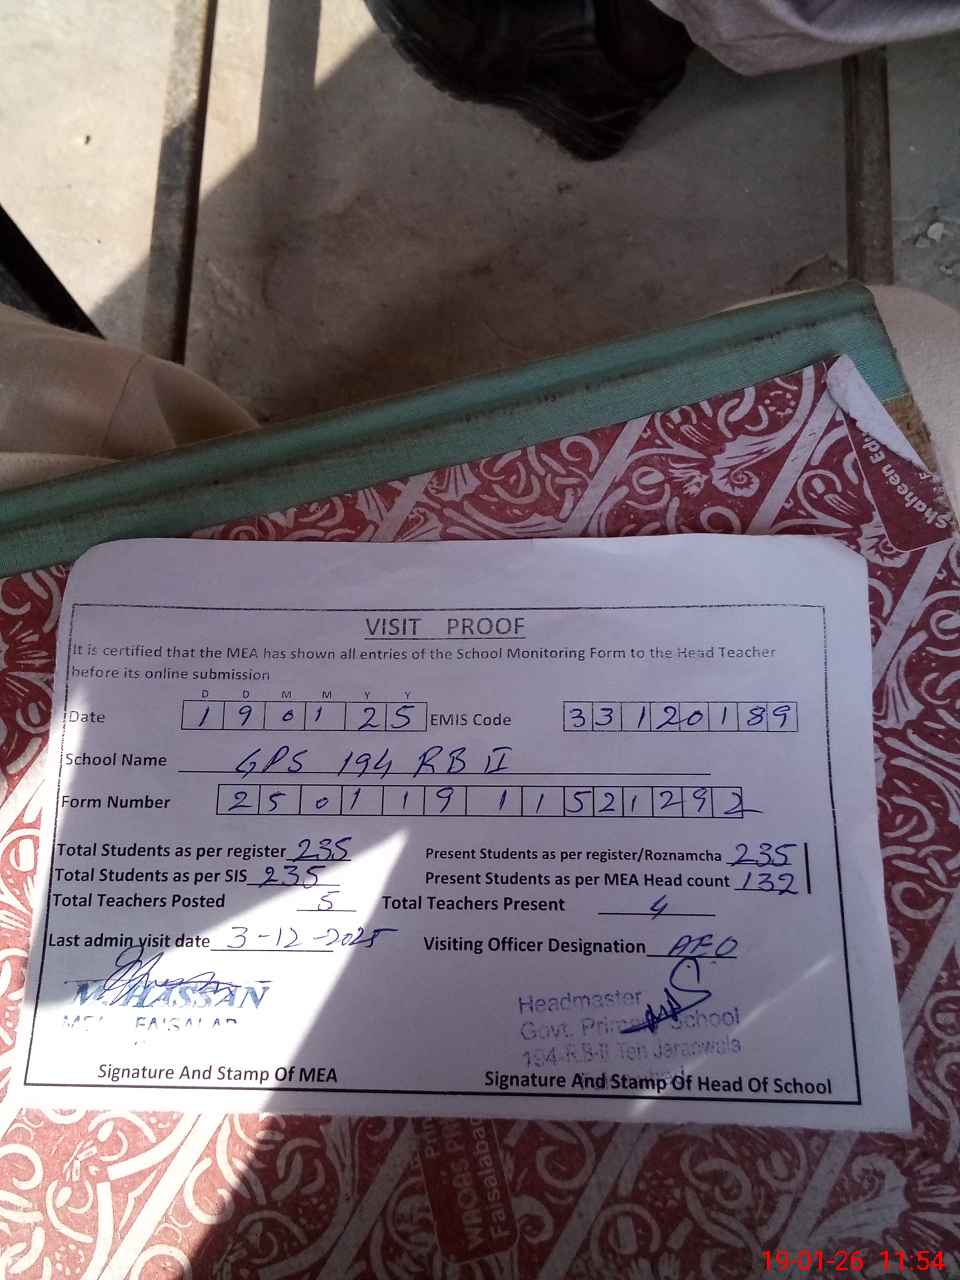 Shaheen Edu
VISIT PROOF
It is certified that the MEA has shown all entries of the School Monitoring Form to the Head Teacher
before its online submission
D D M M Y Y
Date 1 9 0 1 2 5 EMIS Code 3 3 1 2 0 1 8 9
School Name GPS 194 RB II
Form Number 2 5 0 1 1 9 1 1 5 2 1 2 9 2
Total Students as per register 235 Present Students as per register/Roznamcha 235
Total Students as per SIS 235 Present Students as per MEA Head count 132
Total Teachers Posted 5 Total Teachers Present 4
Last admin visit date 3-12-2025 Visiting Officer Designation AEO
M. HASSAN
Headmaster
Govt. Primary School
194-R.B-II Teh Jaranwala
Signature And Stamp Of MEA Signature And Stamp Of Head Of School
Faisalabad
19-01-26 11:54